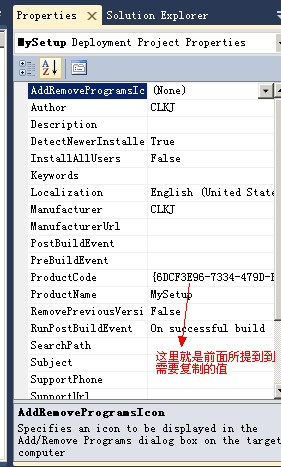 Properties
Solution Explorer
MySetup Deployment Project Properties
AddRemoveProgramsIc (None)
Author CLKJ
Description
DetectNewerInstalle True
InstallAllUsers False
Keywords
Localization English (United State
Manufacturer CLKJ
ManufacturerUrl
PostBuildEvent
PreBuildEvent
ProductCode {6DCF3E96-7334-479D-
ProductName MySetup
RemovePreviousVersi False
RunPostBuildEvent On successful build
SearchPath
Subject
SupportPhone
SupportUrl
这里就是前面所提到到
需要复制的值
AddRemoveProgramsIcon
Specifies an icon to be displayed in the
Add/Remove Programs dialog box on the target
computer